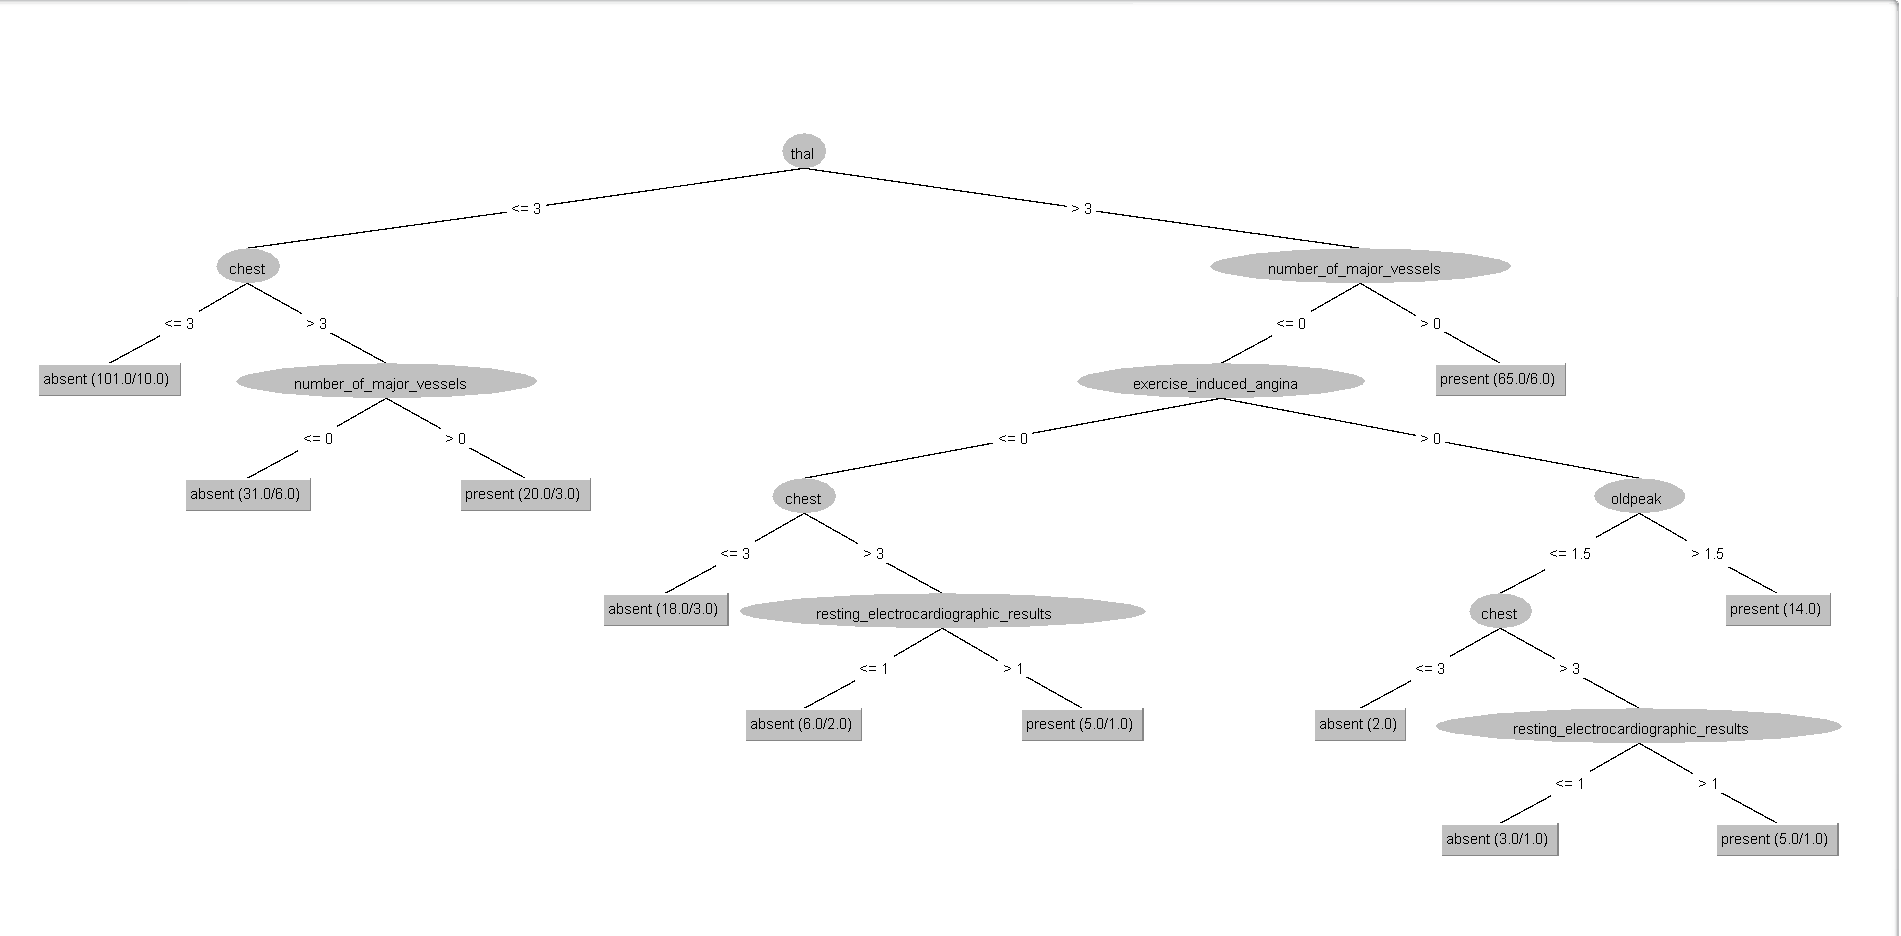 thal
<= 3
> 3
chest
number_of_major_vessels
<= 3
> 3
<= 0
> 0
absent (101.0/10.0)
number_of_major_vessels
exercise_induced_angina
present (65.0/6.0)
<= 0
> 0
<= 0
> 0
absent (31.0/6.0)
present (20.0/3.0)
chest
oldpeak
<= 3
> 3
<= 1.5
> 1.5
absent (18.0/3.0)
resting_electrocardiographic_results
chest
present (14.0)
<= 1
> 1
<= 3
> 3
absent (6.0/2.0)
present (5.0/1.0)
absent (2.0)
resting_electrocardiographic_results
<= 1
> 1
absent (3.0/1.0)
present (5.0/1.0)